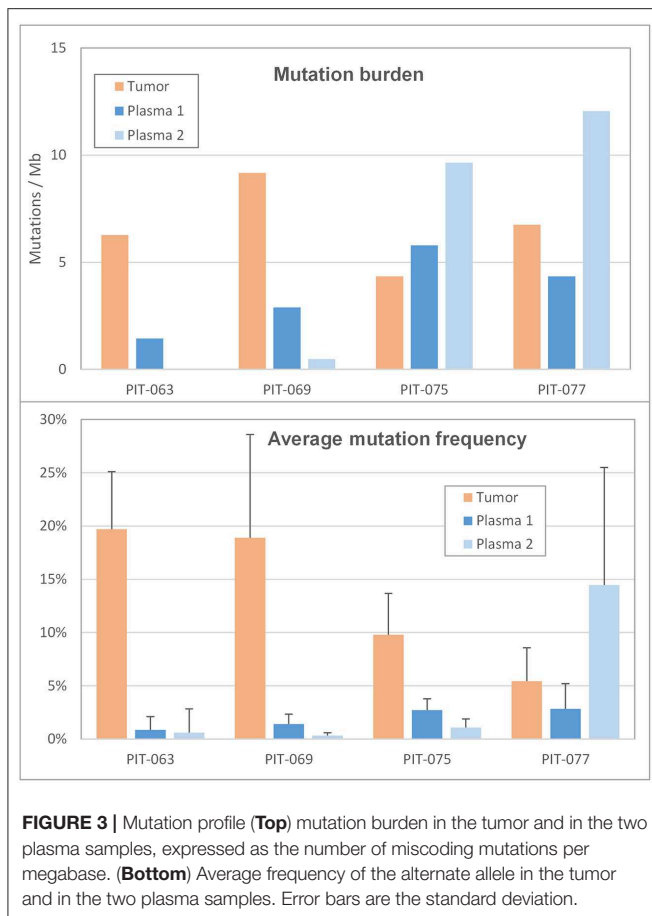 Mutation burden
Tumor
Plasma 1
Plasma 2
Mutations / Mb
15
10
5
0
PIT-063 PIT-069 PIT-075 PIT-077
Average mutation frequency
Tumor
Plasma 1
Plasma 2
30%
25%
20%
15%
10%
5%
0%
PIT-063 PIT-069 PIT-075 PIT-077
FIGURE 3 | Mutation profile (Top) mutation burden in the tumor and in the two
plasma samples, expressed as the number of miscoding mutations per
megabase. (Bottom) Average frequency of the alternate allele in the tumor
and in the two plasma samples. Error bars are the standard deviation.